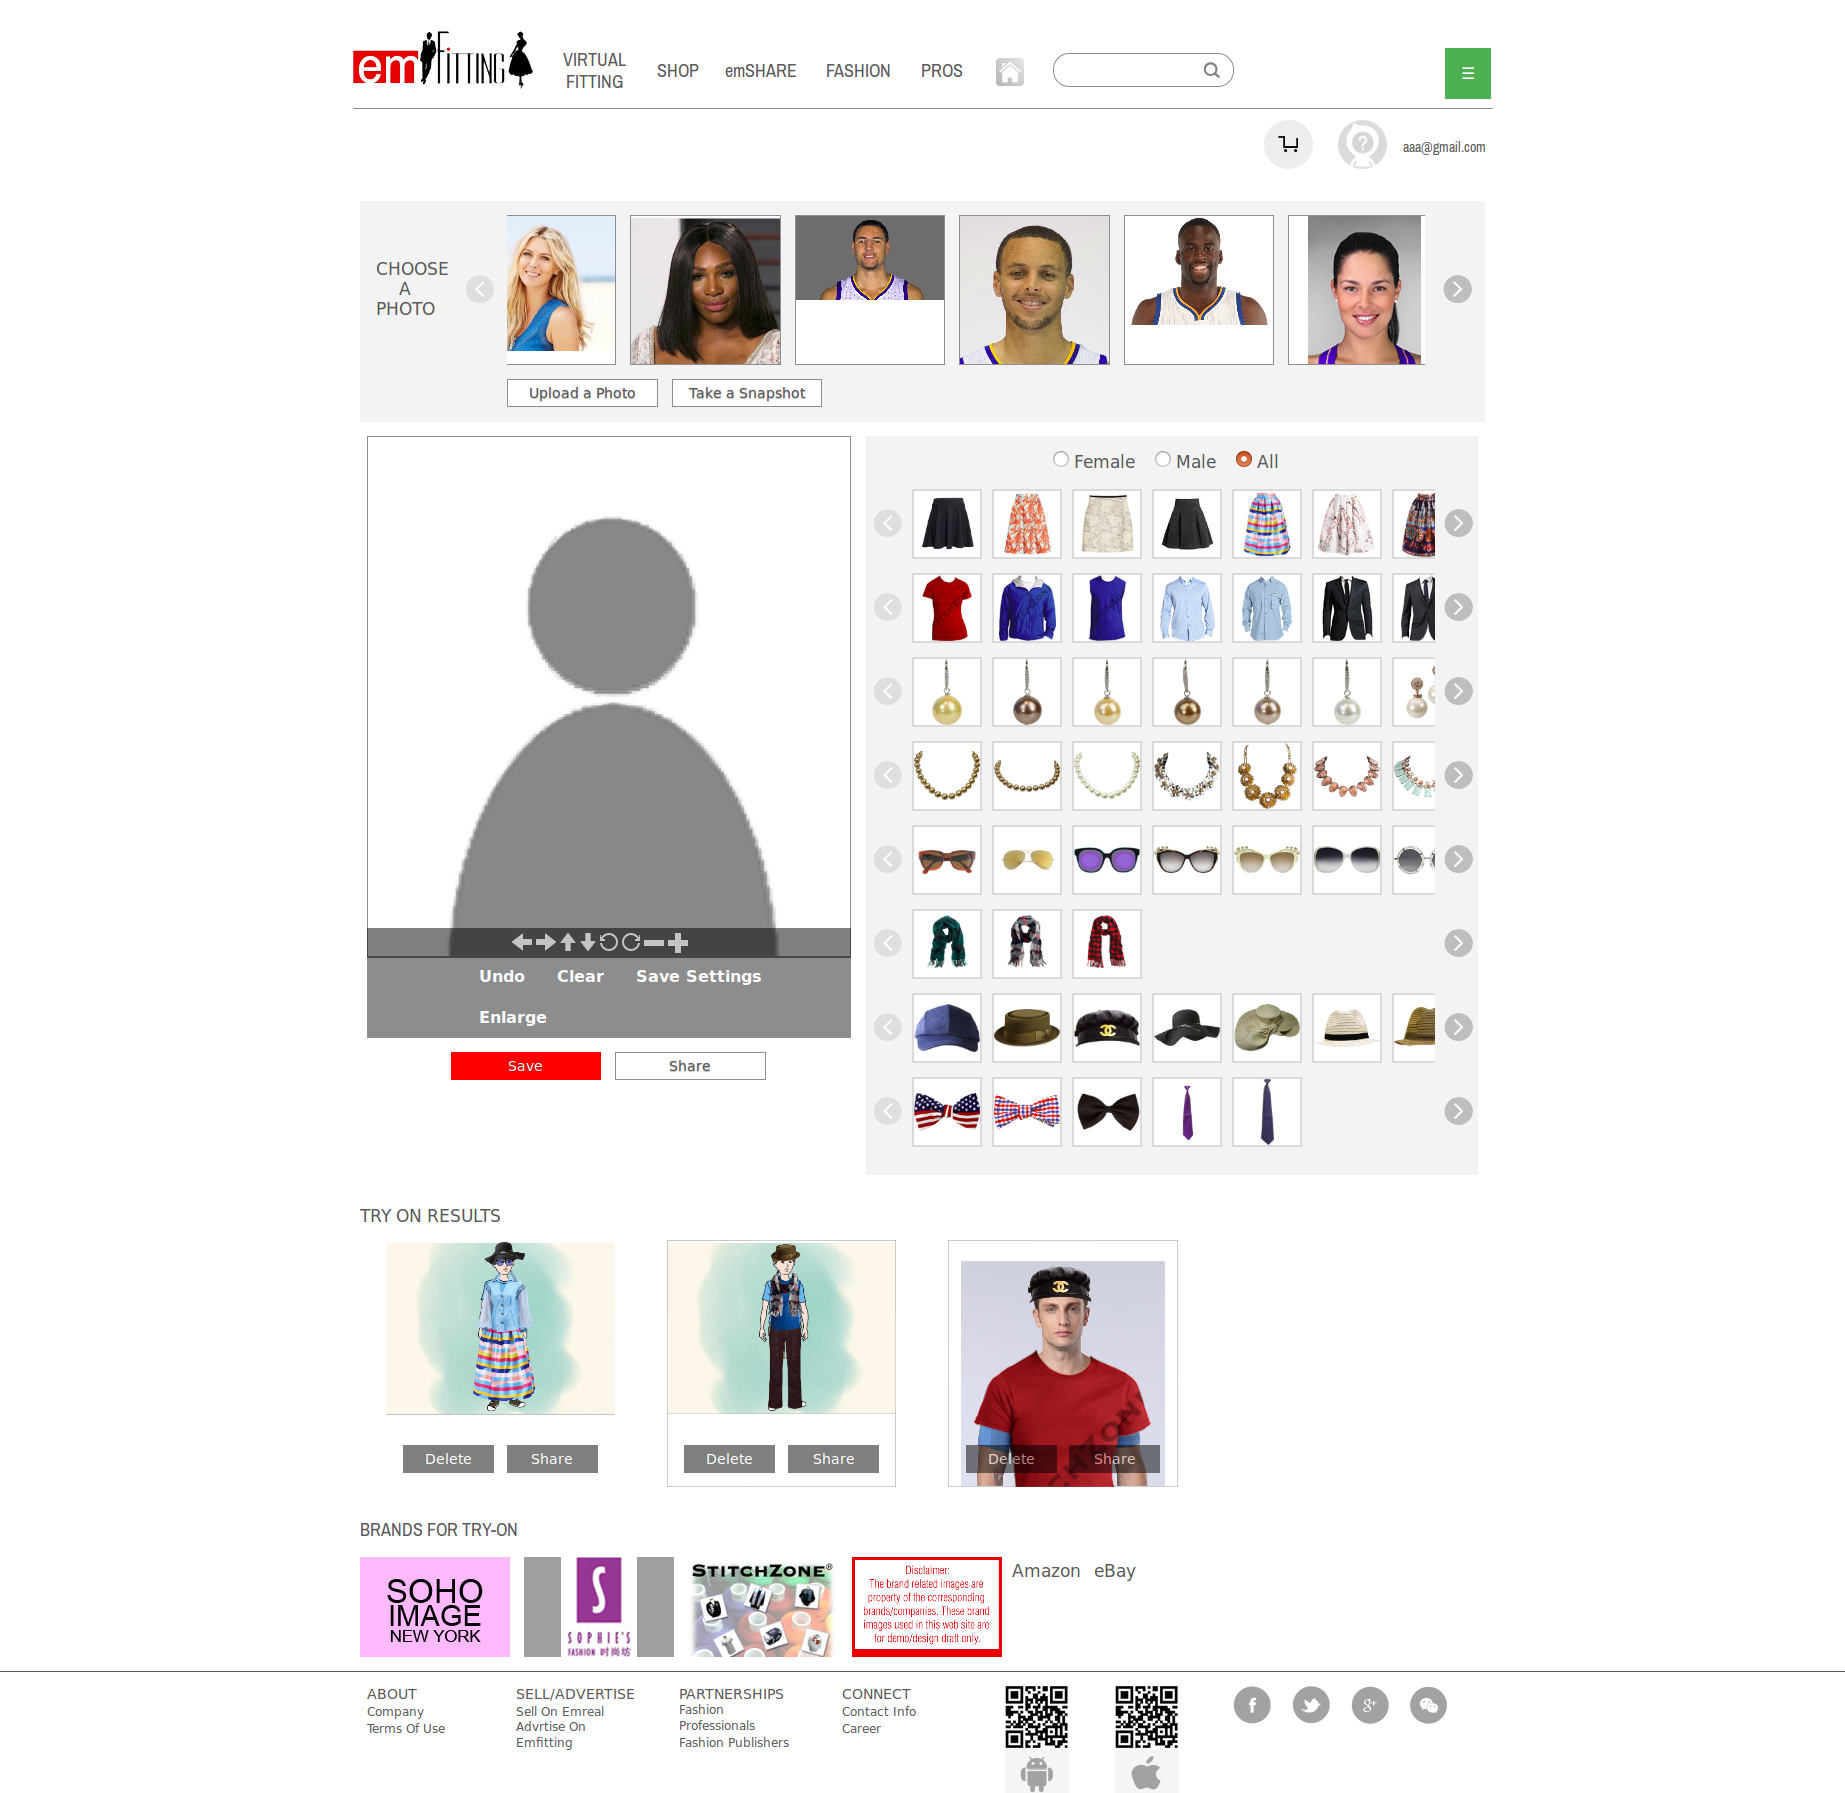 em FITTING
VIRTUAL
FITTING
SHOP
emSHARE
FASHION
PROS
aaa@gmail.com
CHOOSE
A
PHOTO
Upload a Photo
Take a Snapshot
Female
Male
All
Undo
Clear
Save Settings
Enlarge
Save
Share
TRY ON RESULTS
Delete
Share
Delete
Share
Delete
Share
BRANDS FOR TRY-ON
SOHO
IMAGE
NEW YORK
S
SOPHIE'S
FASHION 时尚坊
STITCHZONE®
Disclaimer:
The brand related images are
property of the corresponding
brands/companies. These brand
images used in this web site are
for demo/design draft only.
Amazon
eBay
ABOUT
Company
Terms Of Use
SELL/ADVERTISE
Sell On Emreal
Advrtise On
Emfitting
PARTNERSHIPS
Fashion
Professionals
Fashion Publishers
CONNECT
Contact Info
Career